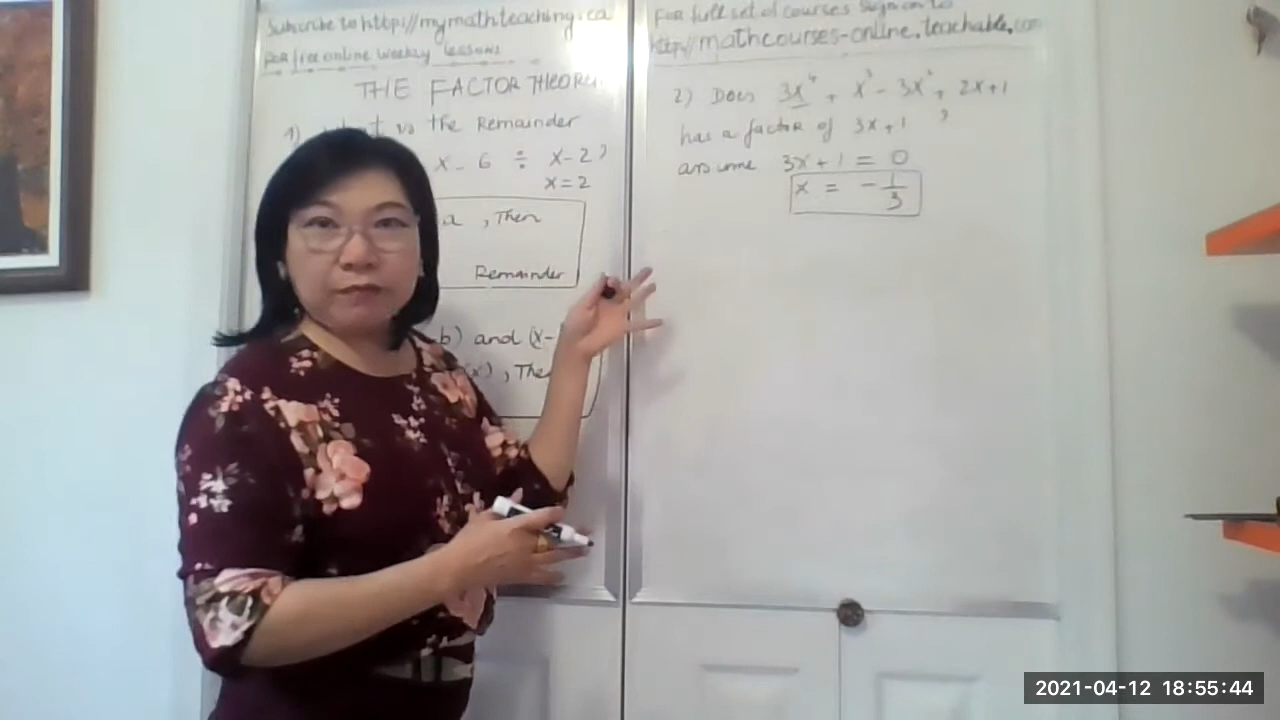 Subscribe to http://mymathteaching.ca
For free online weekly lessons
THE FACTOR THEOREM
1) What is the Remainder
x - 6 ÷ x-2 ?
x=2
a , Then
Remainder
b) and (x-
(x) , The
For full set of courses sign on to
http://mathcourses-online.teachable.com
2) Does 3x⁴ + x³ - 3x² + 2x+1
has a factor of 3x+1 ?
assume 3x+1 = 0
x = - 1/3
2021-04-12 18:55:44